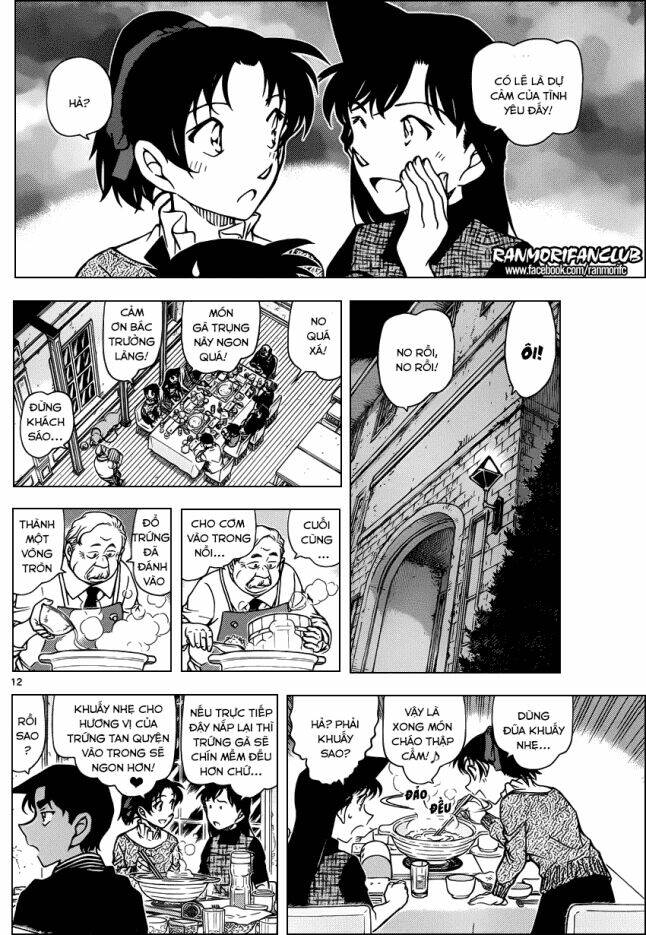 CÓ LẼ LÀ DỰ
CẢM CỦA TÌNH
YÊU ĐẤY!
HẢ?
RANMORIFANCLUB
www.facebook.com/ranmorifc
ÔI!
NO RỒI,
NO RỒI!
NO
QUÁ
XÁ!
MÓN
GÀ TRỤNG
NÀY NGON
QUÁ!
CẢM
ƠN BÁC
TRƯỞNG
LÀNG!
ĐỪNG
KHÁCH
SÁO...
CUỐI
CÙNG...
CHO CƠM
VÀO TRONG
NỒI...
ĐỔ
TRỨNG ĐÃ
ĐÁNH
VÀO
THÀNH
MỘT
VÒNG
TRÒN
12
DÙNG
ĐŨA KHUẤY
NHẸ...
VẬY LÀ
XONG MÓN
CHÁO THẬP
CẨM!♪
HẢ? PHẢI
KHUẤY
SAO?
ĐẢO
ĐỀU
NẾU TRỰC TIẾP
ĐẬY NẮP LẠI THÌ
TRỨNG GÀ SẼ
CHÍN MỀM ĐỀU
HƠN CHỨ...
KHUẤY NHẸ CHO
HƯƠNG VỊ CỦA
TRỨNG TAN QUYỆN
VÀO TRONG SẼ
NGON HƠN!
RỒI
SAO?